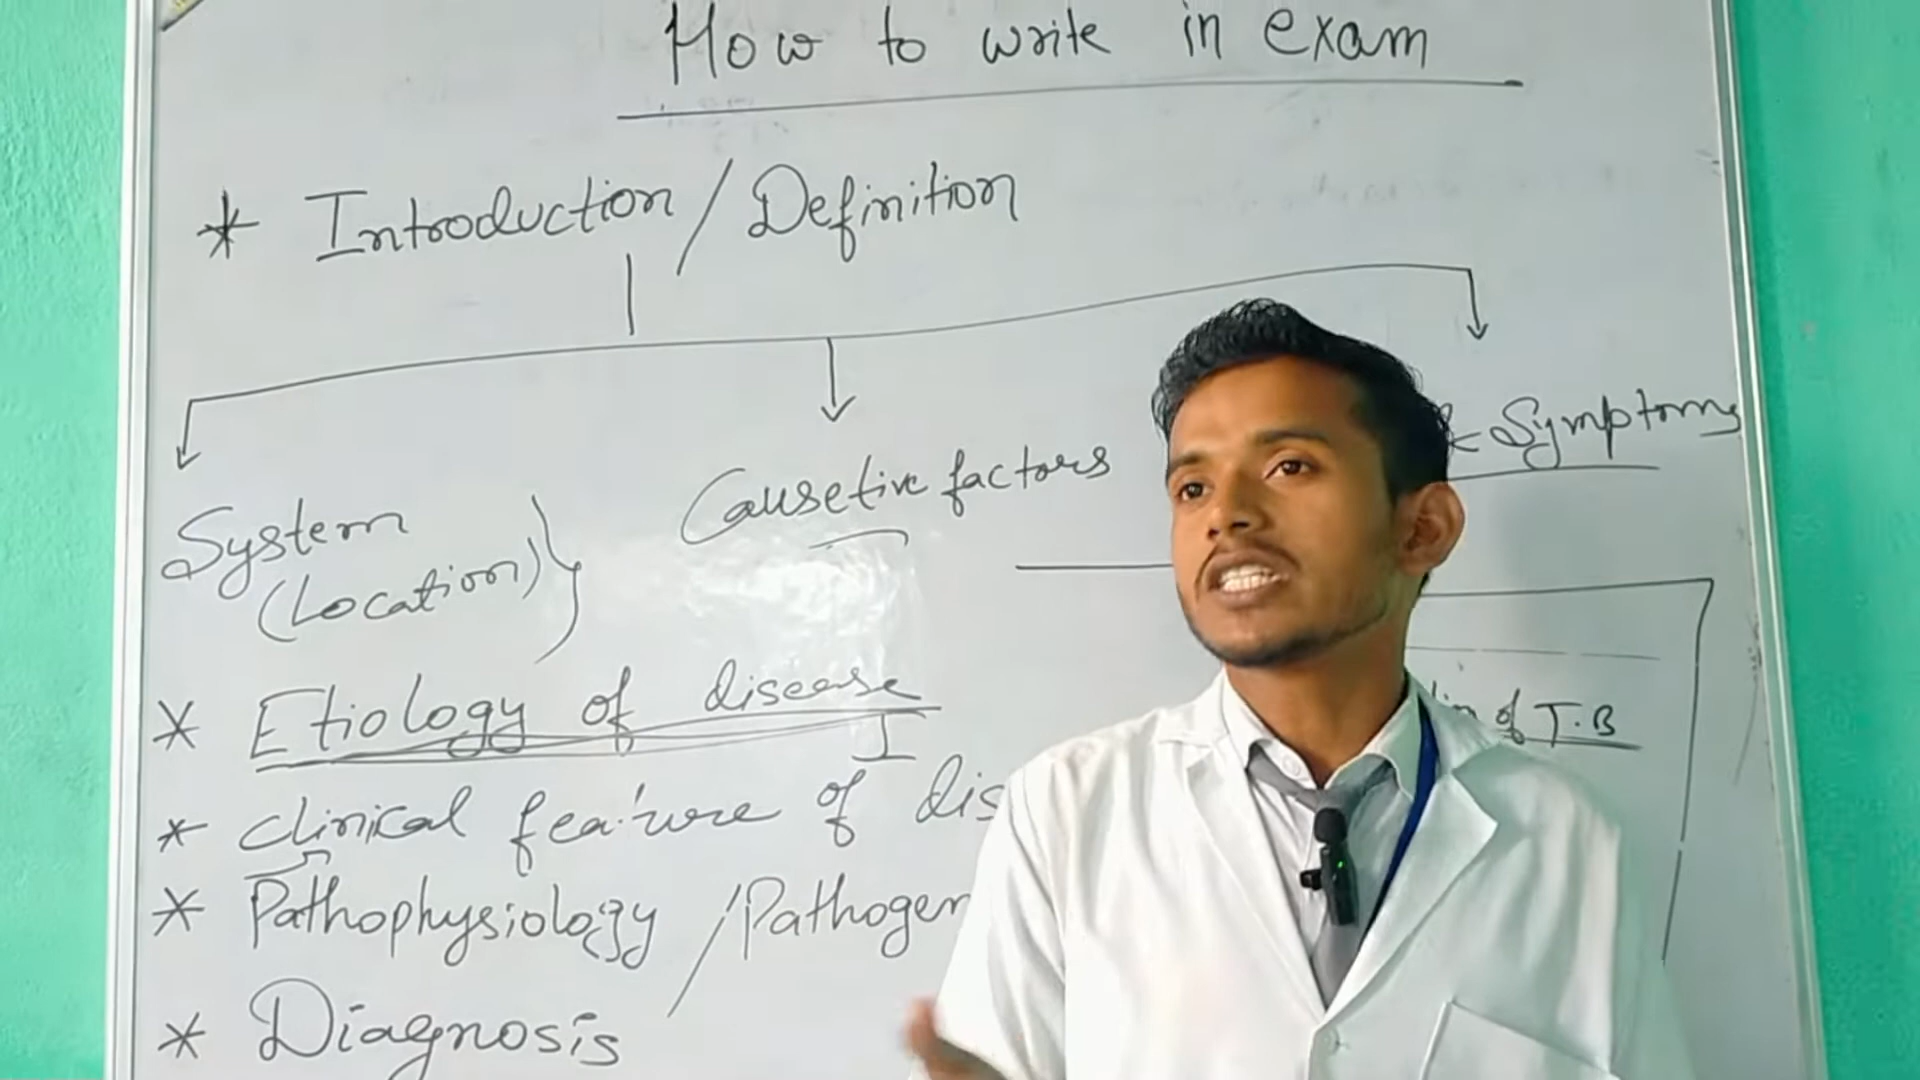 How to write in exam
* Introduction / Definition
System
(Location)
Causetive factors
& Symptoms
* Etiology of disease
of T.B
* clinical feature of
* Pathophysiology /
* Diagnosis